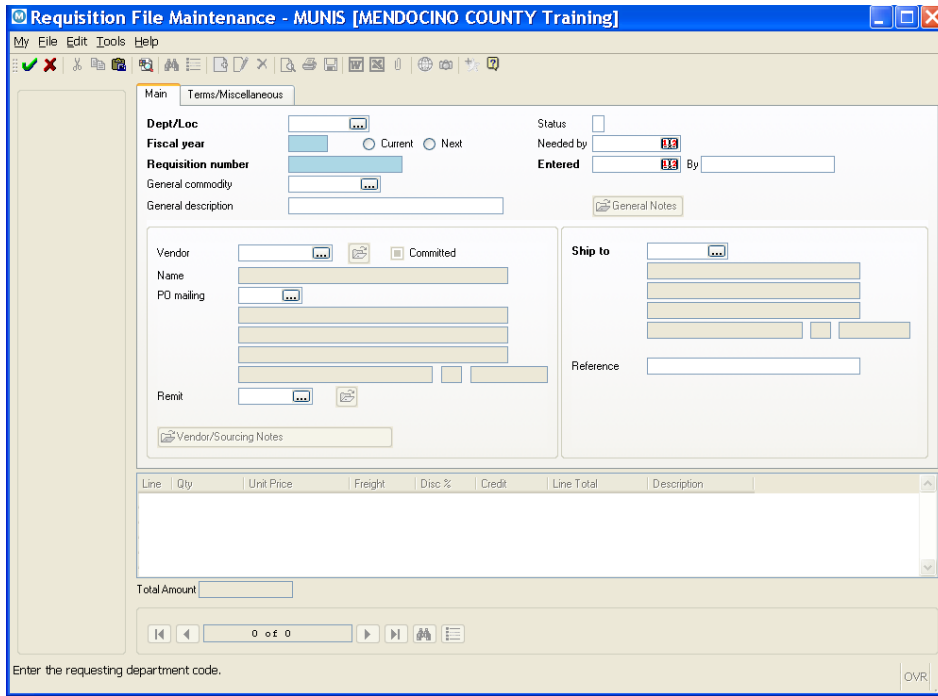 Requisition File Maintenance - MUNIS [MENDOCINO COUNTY Training]
My File Edit Tools Help
Main Terms/Miscellaneous
Dept/Loc Status
Fiscal year Current Next Needed by
Requisition number Entered By
General commodity
General description General Notes
Vendor Committed Ship to
Name
PO mailing
Reference
Remit
Vendor/Sourcing Notes
Line Qty Unit Price Freight Disc % Credit Line Total Description
Total Amount
0 of 0
Enter the requesting department code.
OVR